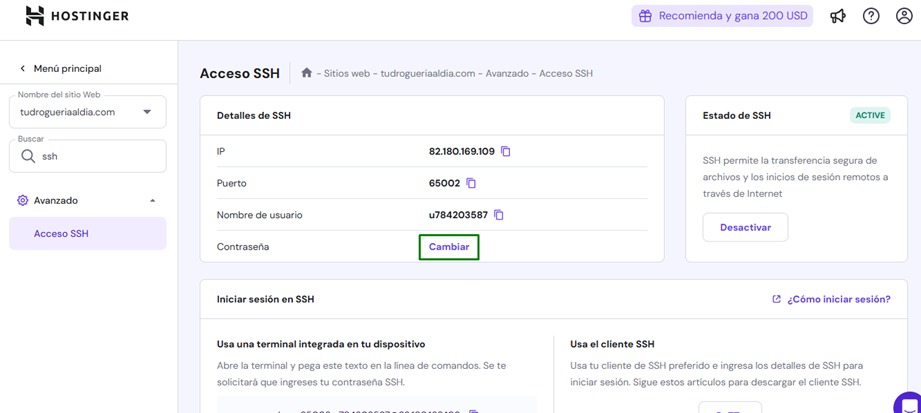 HOSTINGER
Recomienda y gana 200 USD
Menú principal
Nombre del sitio Web
tudrogueriaaldia.com
Buscar
ssh
Avanzado
Acceso SSH
Acceso SSH
- Sitios web - tudrogueriaaldia.com - Avanzado - Acceso SSH
Detalles de SSH
IP
82.180.169.109
Puerto
65002
Nombre de usuario
u784203587
Contraseña
Cambiar
Estado de SSH
ACTIVE
SSH permite la transferencia segura de
archivos y los inicios de sesión remotos a
través de Internet
Desactivar
Iniciar sesión en SSH
¿Cómo iniciar sesión?
Usa una terminal integrada en tu dispositivo
Abre la terminal y pega este texto en la línea de comandos. Se te
solicitará que ingreses tu contraseña SSH.
Usa el cliente SSH
Usa tu cliente de SSH preferido e ingresa los detalles de SSH para
iniciar sesión. Sigue estos artículos para descargar el cliente SSH.